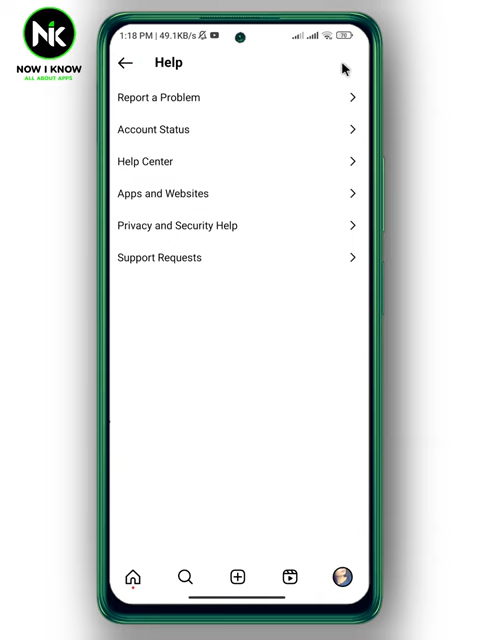 NK
NOW I KNOW
ALL ABOUT APPS
1:18 PM | 49.1KB/s
70
Help
Report a Problem
Account Status
Help Center
Apps and Websites
Privacy and Security Help
Support Requests